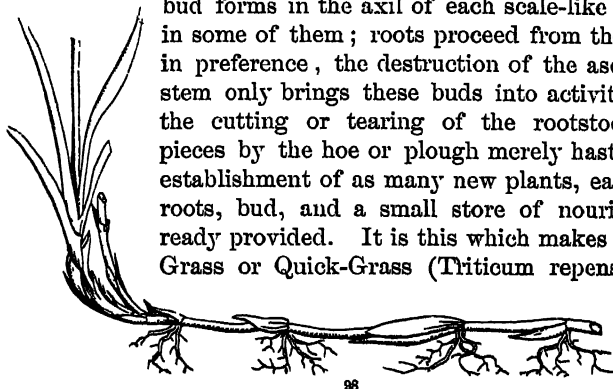 bud forms in the axil of each scale-like
in some of them; roots proceed from th
in preference, the destruction of the asc
stem only brings these buds into activit
the cutting or tearing of the rootstoc
pieces by the hoe or plough merely hast
establishment of as many new plants, ea
roots, bud, and a small store of nouri
ready provided. It is this which makes
Grass or Quick-Grass (Triticum repens
98